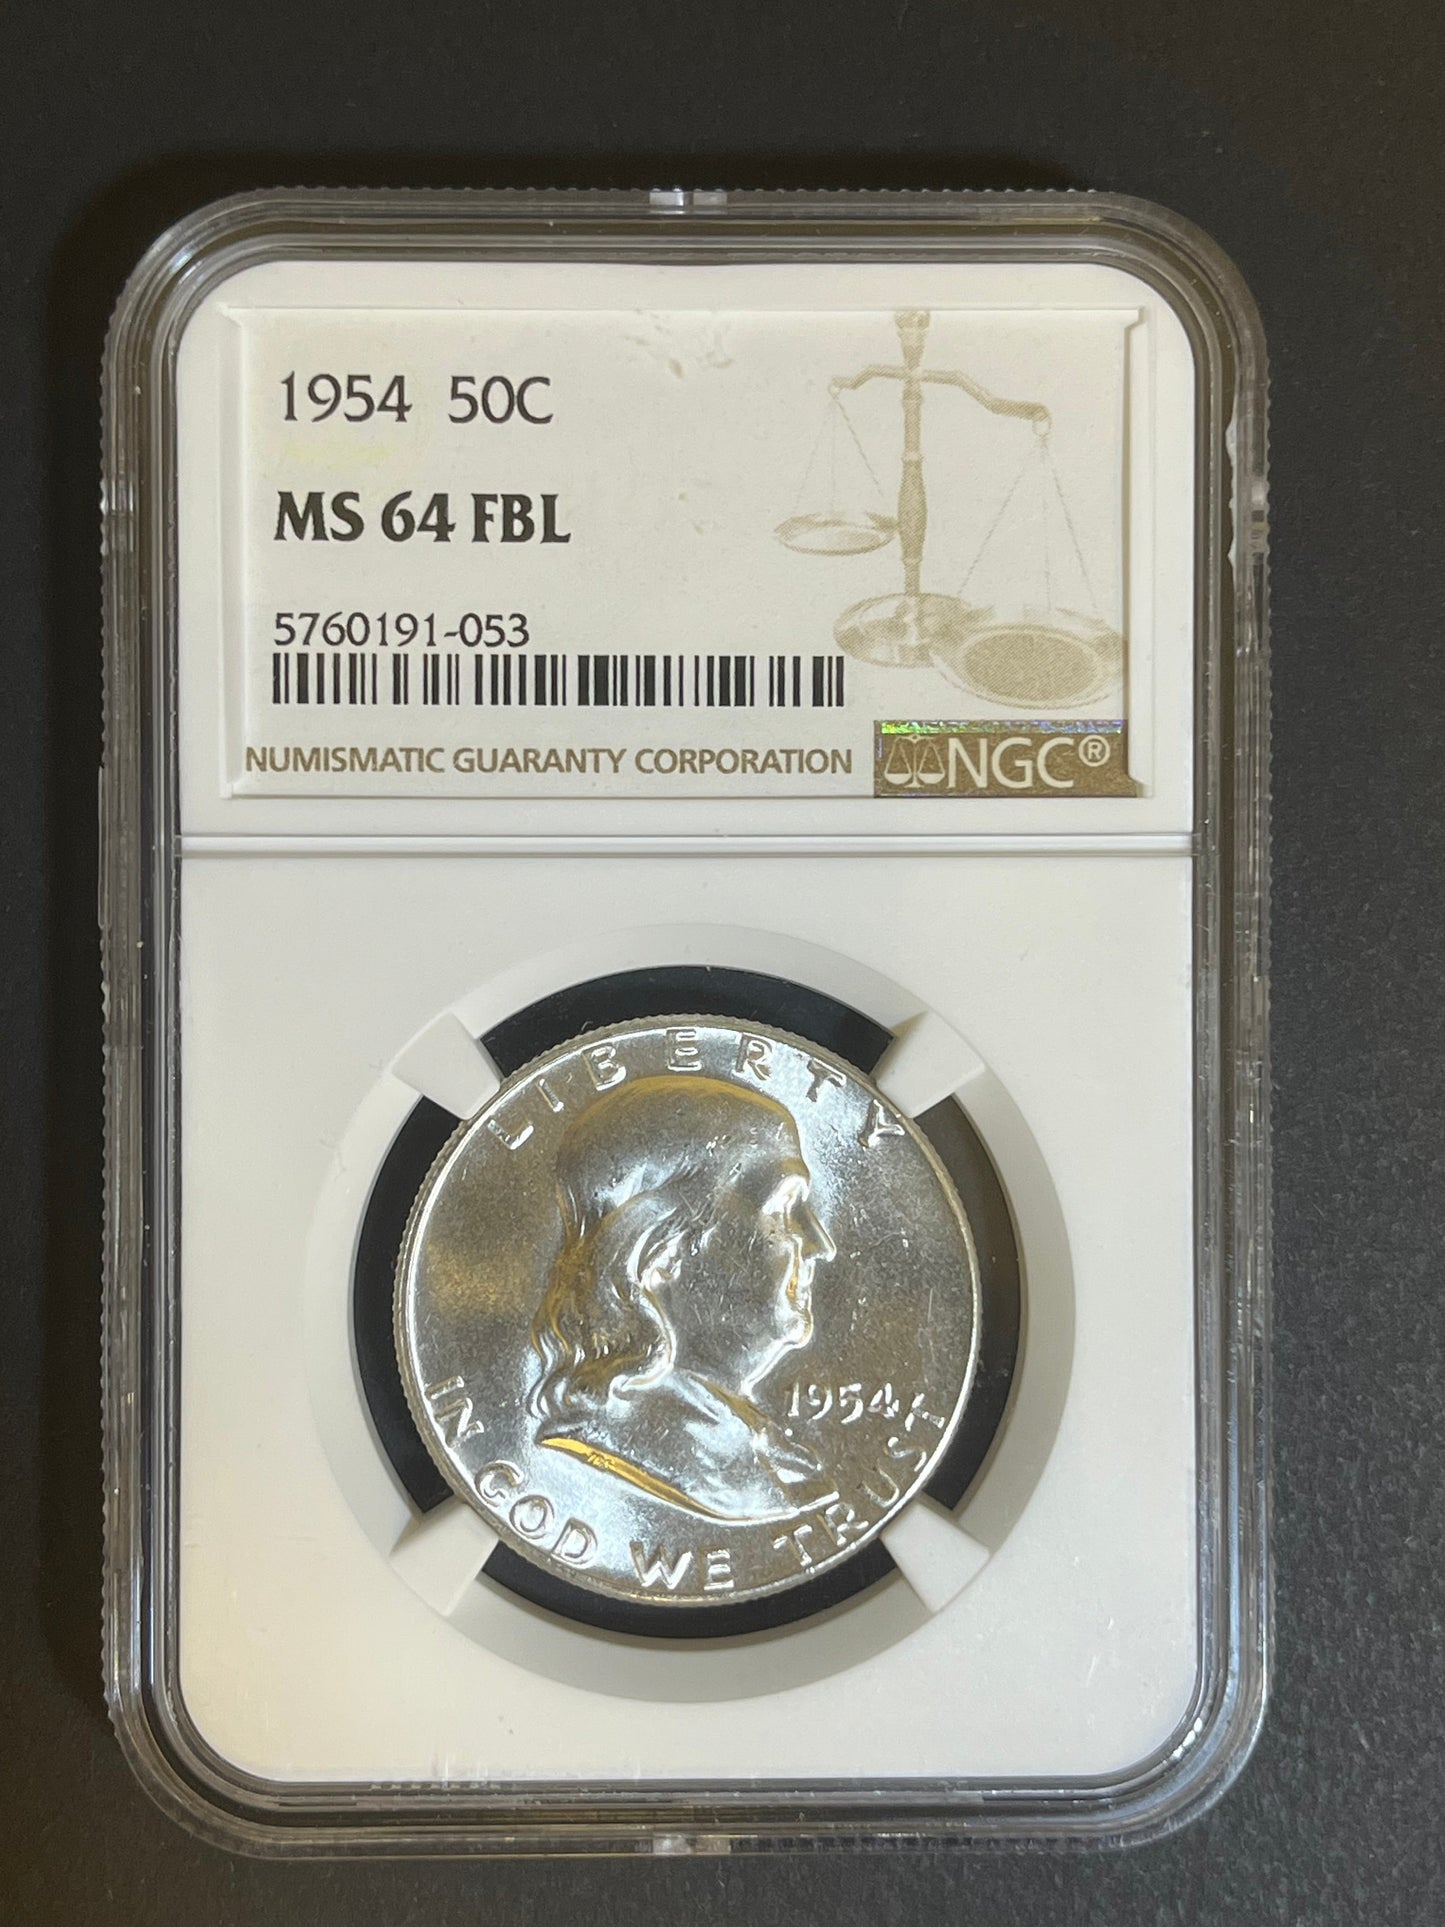 1954 50C
MS 64 FBL
5760191-053
NUMISMATIC GUARANTY CORPORATION NGC®
LIBERTY
1954
IN GOD WE TRUST